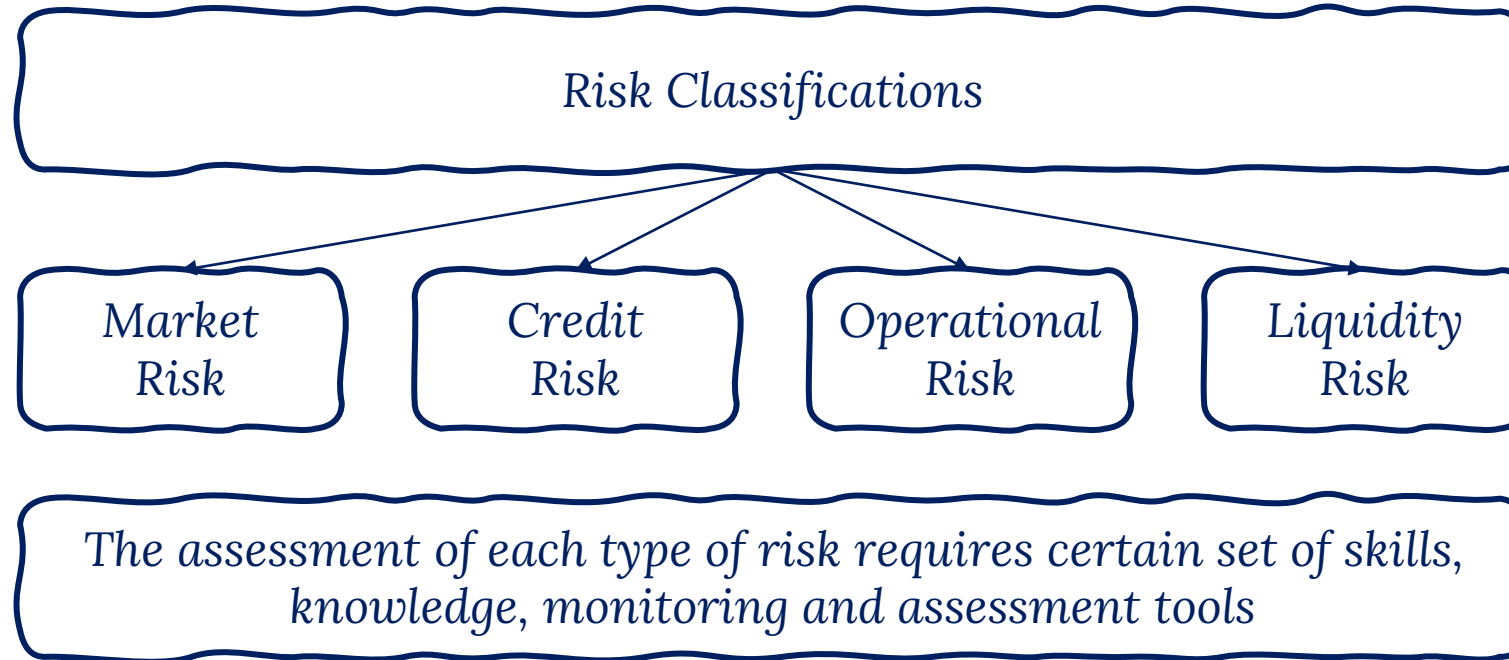 Risk Classifications
Market
Risk
Credit
Risk
Operational
Risk
Liquidity
Risk
The assessment of each type of risk requires certain set of skills,
knowledge, monitoring and assessment tools